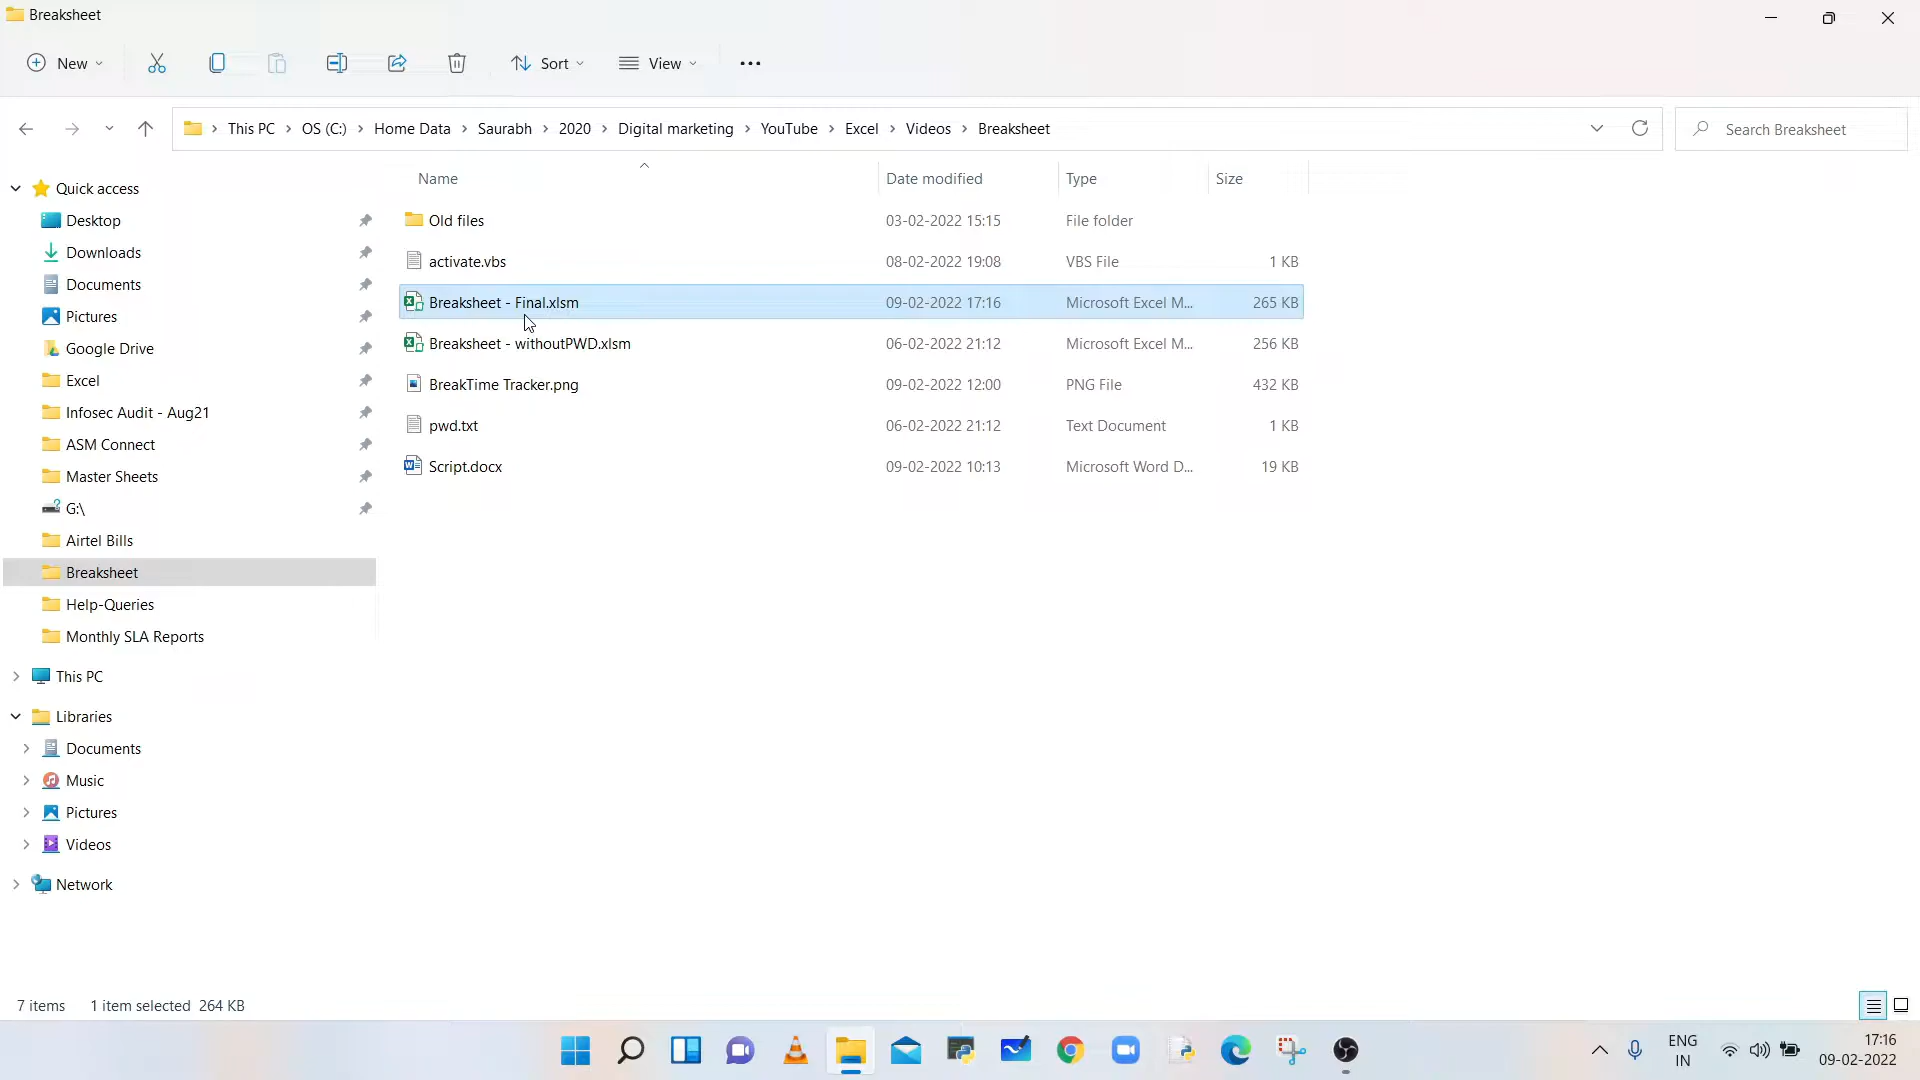 Breaksheet
New
Sort
View
This PC
OS (C:)
Home Data
Saurabh
2020
Digital marketing
YouTube
Excel
Videos
Breaksheet
Search Breaksheet
Name Date modified Type Size
Old files 03-02-2022 15:15 File folder
activate.vbs 08-02-2022 19:08 VBS File 1 KB
Breaksheet - Final.xlsm 09-02-2022 17:16 Microsoft Excel M... 265 KB
Breaksheet - withoutPWD.xlsm 06-02-2022 21:12 Microsoft Excel M... 256 KB
BreakTime Tracker.png 09-02-2022 12:00 PNG File 432 KB
pwd.txt 06-02-2022 21:12 Text Document 1 KB
Script.docx 09-02-2022 10:13 Microsoft Word D... 19 KB
Quick access
Desktop
Downloads
Documents
Pictures
Google Drive
Excel
Infosec Audit - Aug21
ASM Connect
Master Sheets
G:\
Airtel Bills
Breaksheet
Help-Queries
Monthly SLA Reports
This PC
Libraries
Documents
Music
Pictures
Videos
Network
7 items 1 item selected 264 KB
ENG
IN
17:16
09-02-2022